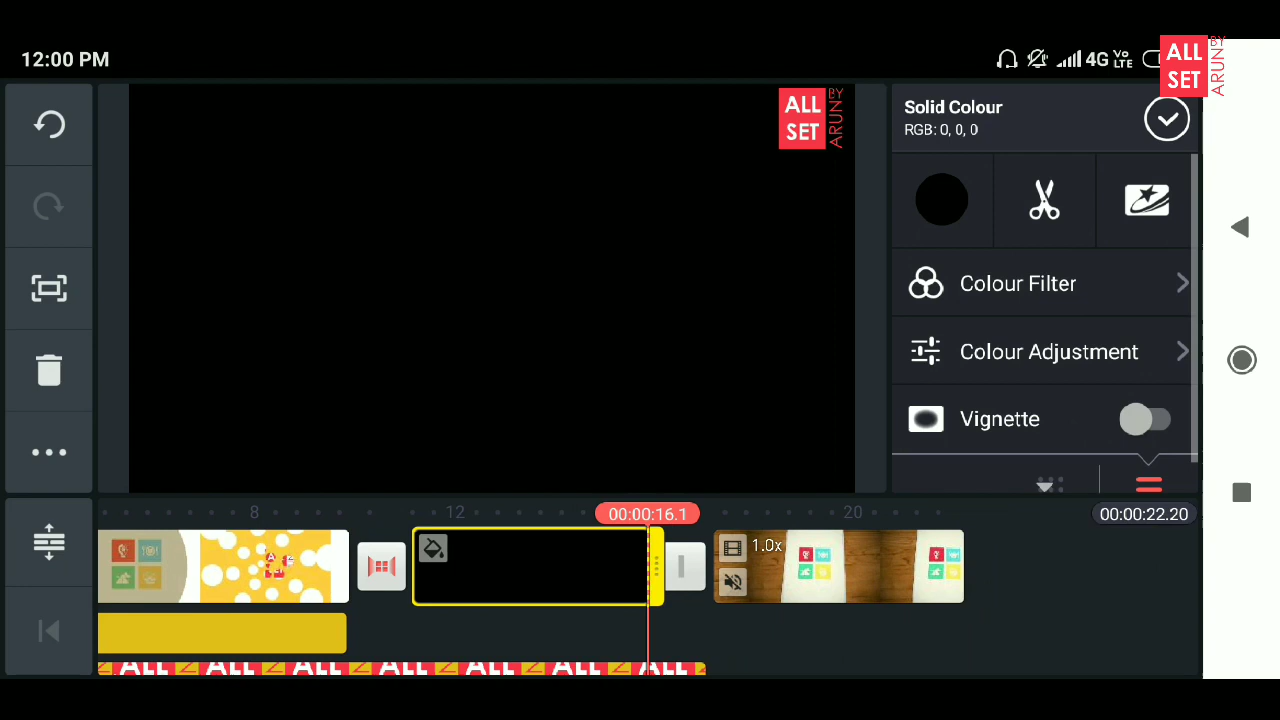 12:00 PM
4G Vo LTE
ALL SET BY ARUN
ALL SET BY ARUN
Solid Colour
RGB: 0, 0, 0
Colour Filter
Colour Adjustment
Vignette
8
12
00:00:16.1
20
00:00:22.20
1.0x
ALL ALL ALL ALL ALL ALL ALL